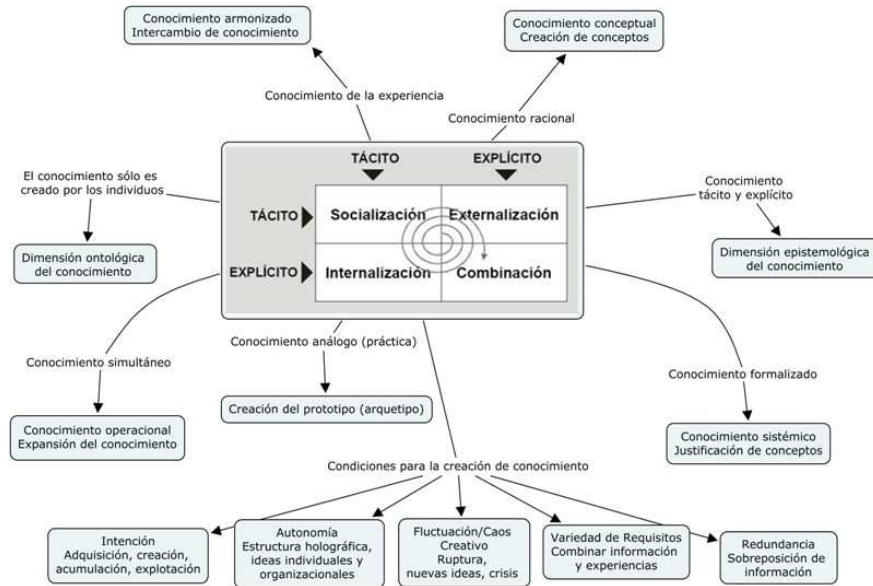 Conocimiento armonizado
Intercambio de conocimiento
Conocimiento conceptual
Creación de conceptos
Conocimiento de la experiencia
Conocimiento racional
TÁCITO
EXPLÍCITO
El conocimiento sólo es
creado por los individuos
Conocimiento
tácito y explícito
TÁCITO
Socialización
Externalización
Dimensión ontológica
del conocimiento
Dimensión epistemológica
del conocimiento
EXPLÍCITO
Internalización
Combinación
Conocimiento análogo (práctica)
Conocimiento simultáneo
Conocimiento formalizado
Creación del prototipo (arquetipo)
Conocimiento operacional
Expansión del conocimiento
Conocimiento sistémico
Justificación de conceptos
Condiciones para la creación de conocimiento
Intención
Adquisición, creación,
acumulación, explotación
Autonomía
Estructura holográfica,
ideas individuales y
organizacionales
Fluctuación/Caos
Creativo
Ruptura,
nuevas ideas, crisis
Variedad de Requisitos
Combinar información
y experiencias
Redundancia
Sobreposición de
información